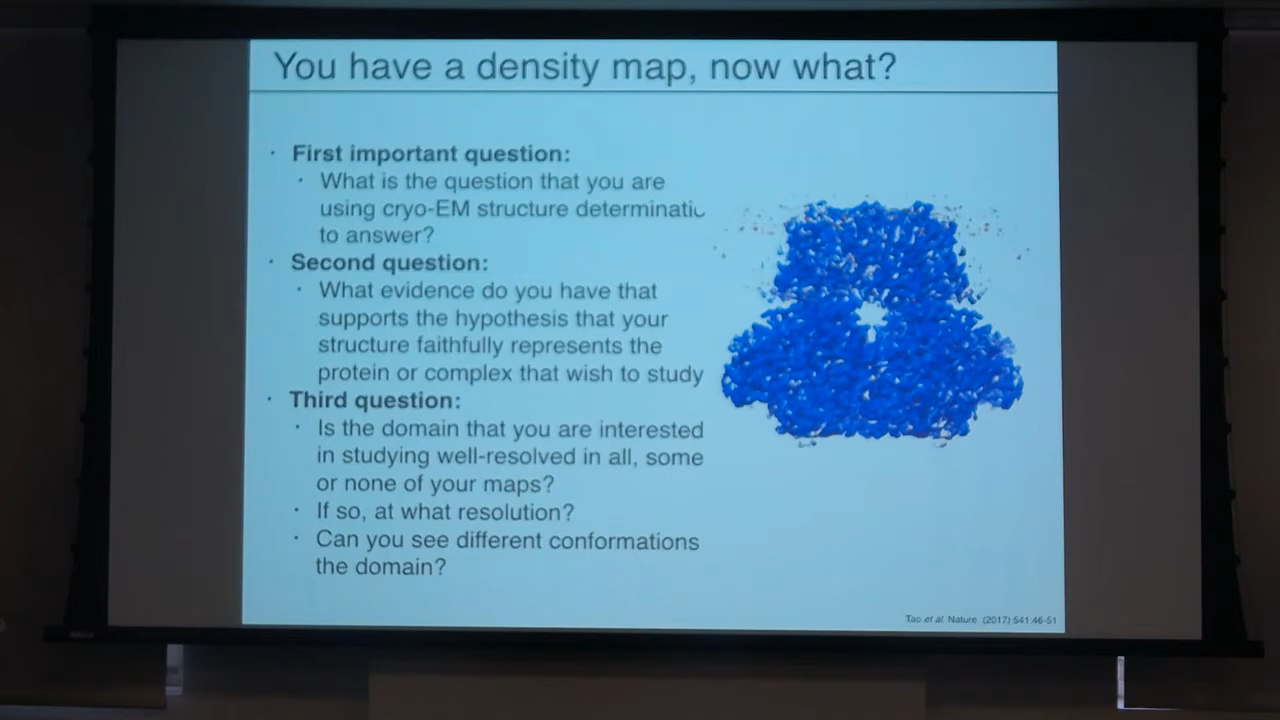 You have a density map, now what?
· First important question:
· What is the question that you are
using cryo-EM structure determinatio
to answer?
· Second question:
· What evidence do you have that
supports the hypothesis that your
structure faithfully represents the
protein or complex that wish to study
· Third question:
· Is the domain that you are interested
in studying well-resolved in all, some
or none of your maps?
· If so, at what resolution?
· Can you see different conformations
the domain?
Tao et al. Nature. (2017) 541:46-51